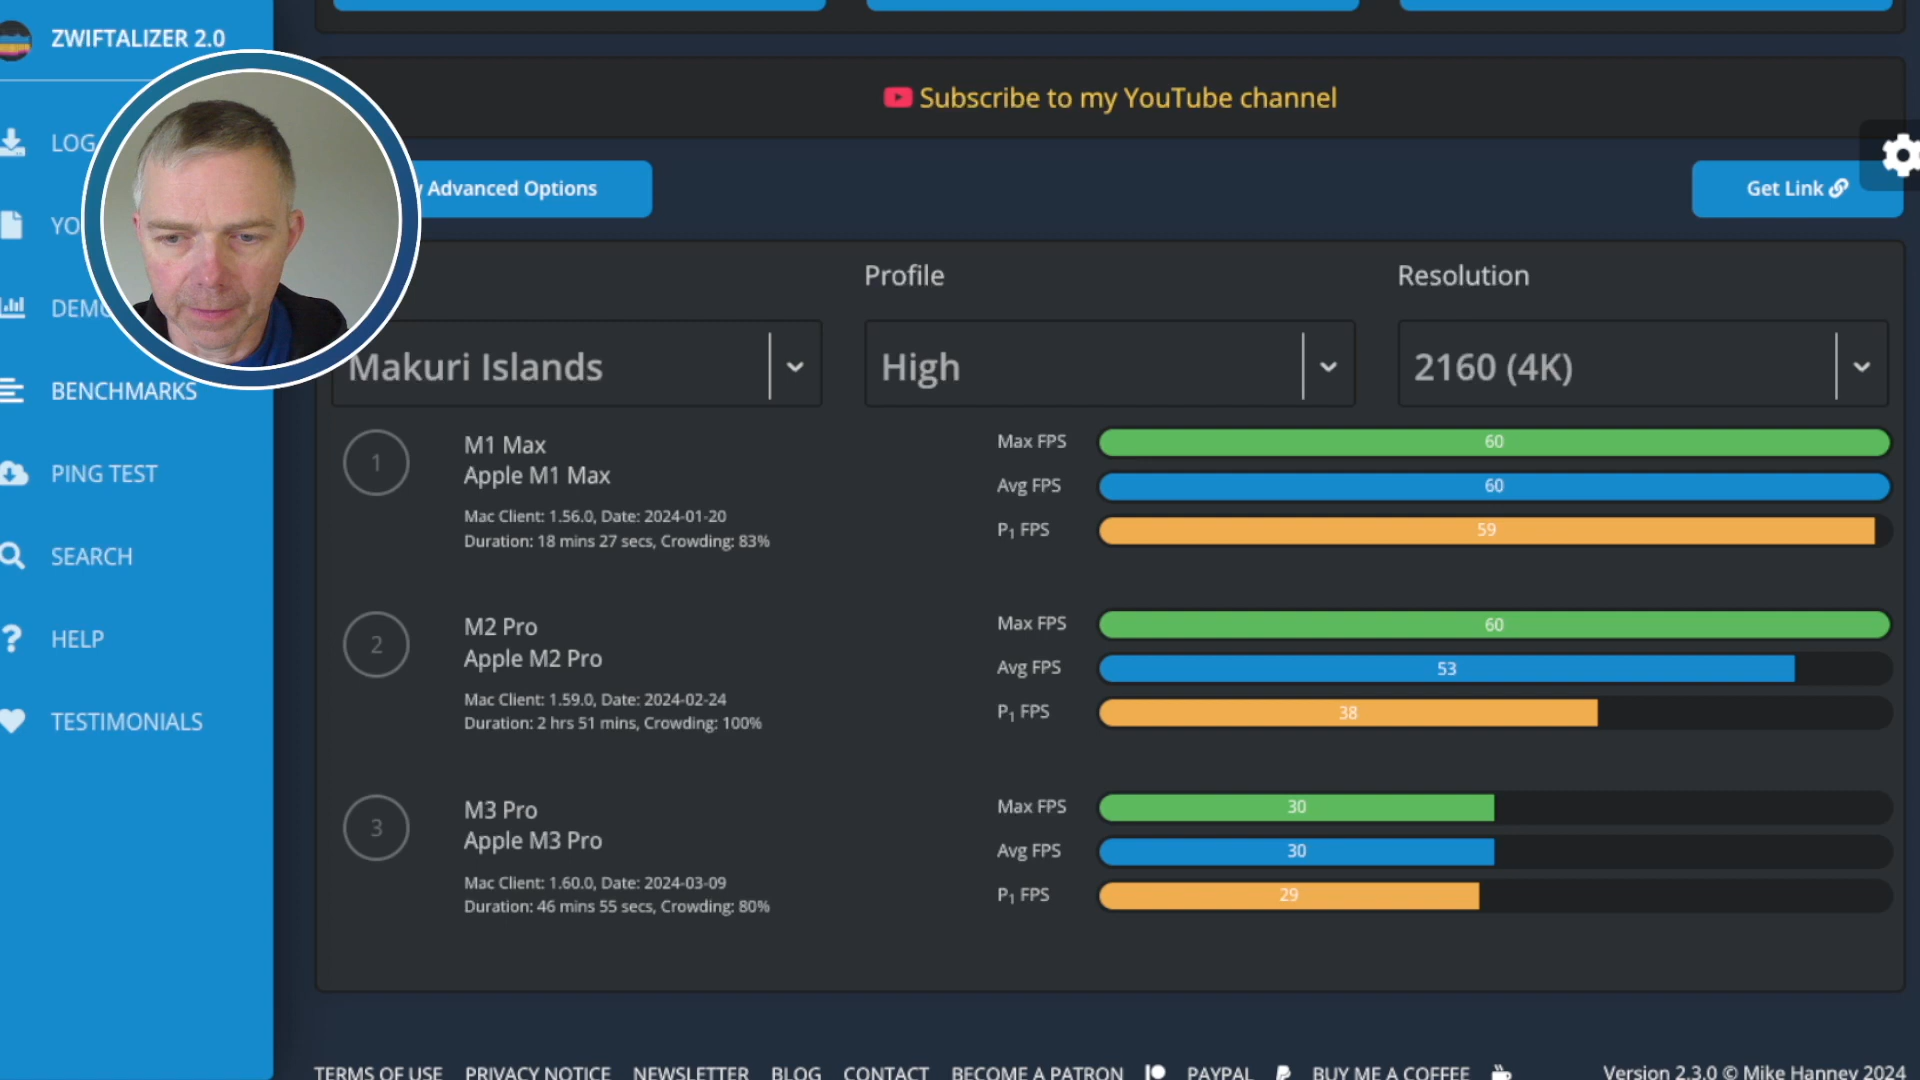 ZWIFTALIZER 2.0
Subscribe to my YouTube channel
LOG
YO
DEMO
BENCHMARKS
PING TEST
SEARCH
HELP
TESTIMONIALS
Advanced Options
Get Link
Profile
Resolution
Makuri Islands
High
2160 (4K)
1
M1 Max
Apple M1 Max
Mac Client: 1.56.0, Date: 2024-01-20
Duration: 18 mins 27 secs, Crowding: 83%
Max FPS 60
Avg FPS 60
P1 FPS 59
2
M2 Pro
Apple M2 Pro
Mac Client: 1.59.0, Date: 2024-02-24
Duration: 2 hrs 51 mins, Crowding: 100%
Max FPS 60
Avg FPS 53
P1 FPS 38
3
M3 Pro
Apple M3 Pro
Mac Client: 1.60.0, Date: 2024-03-09
Duration: 46 mins 55 secs, Crowding: 80%
Max FPS 30
Avg FPS 30
P1 FPS 29
TERMS OF USE PRIVACY NOTICE NEWSLETTER BLOG CONTACT BECOME A PATRON PAYPAL BUY ME A COFFEE Version 2.3.0 © Mike Hanney 2024